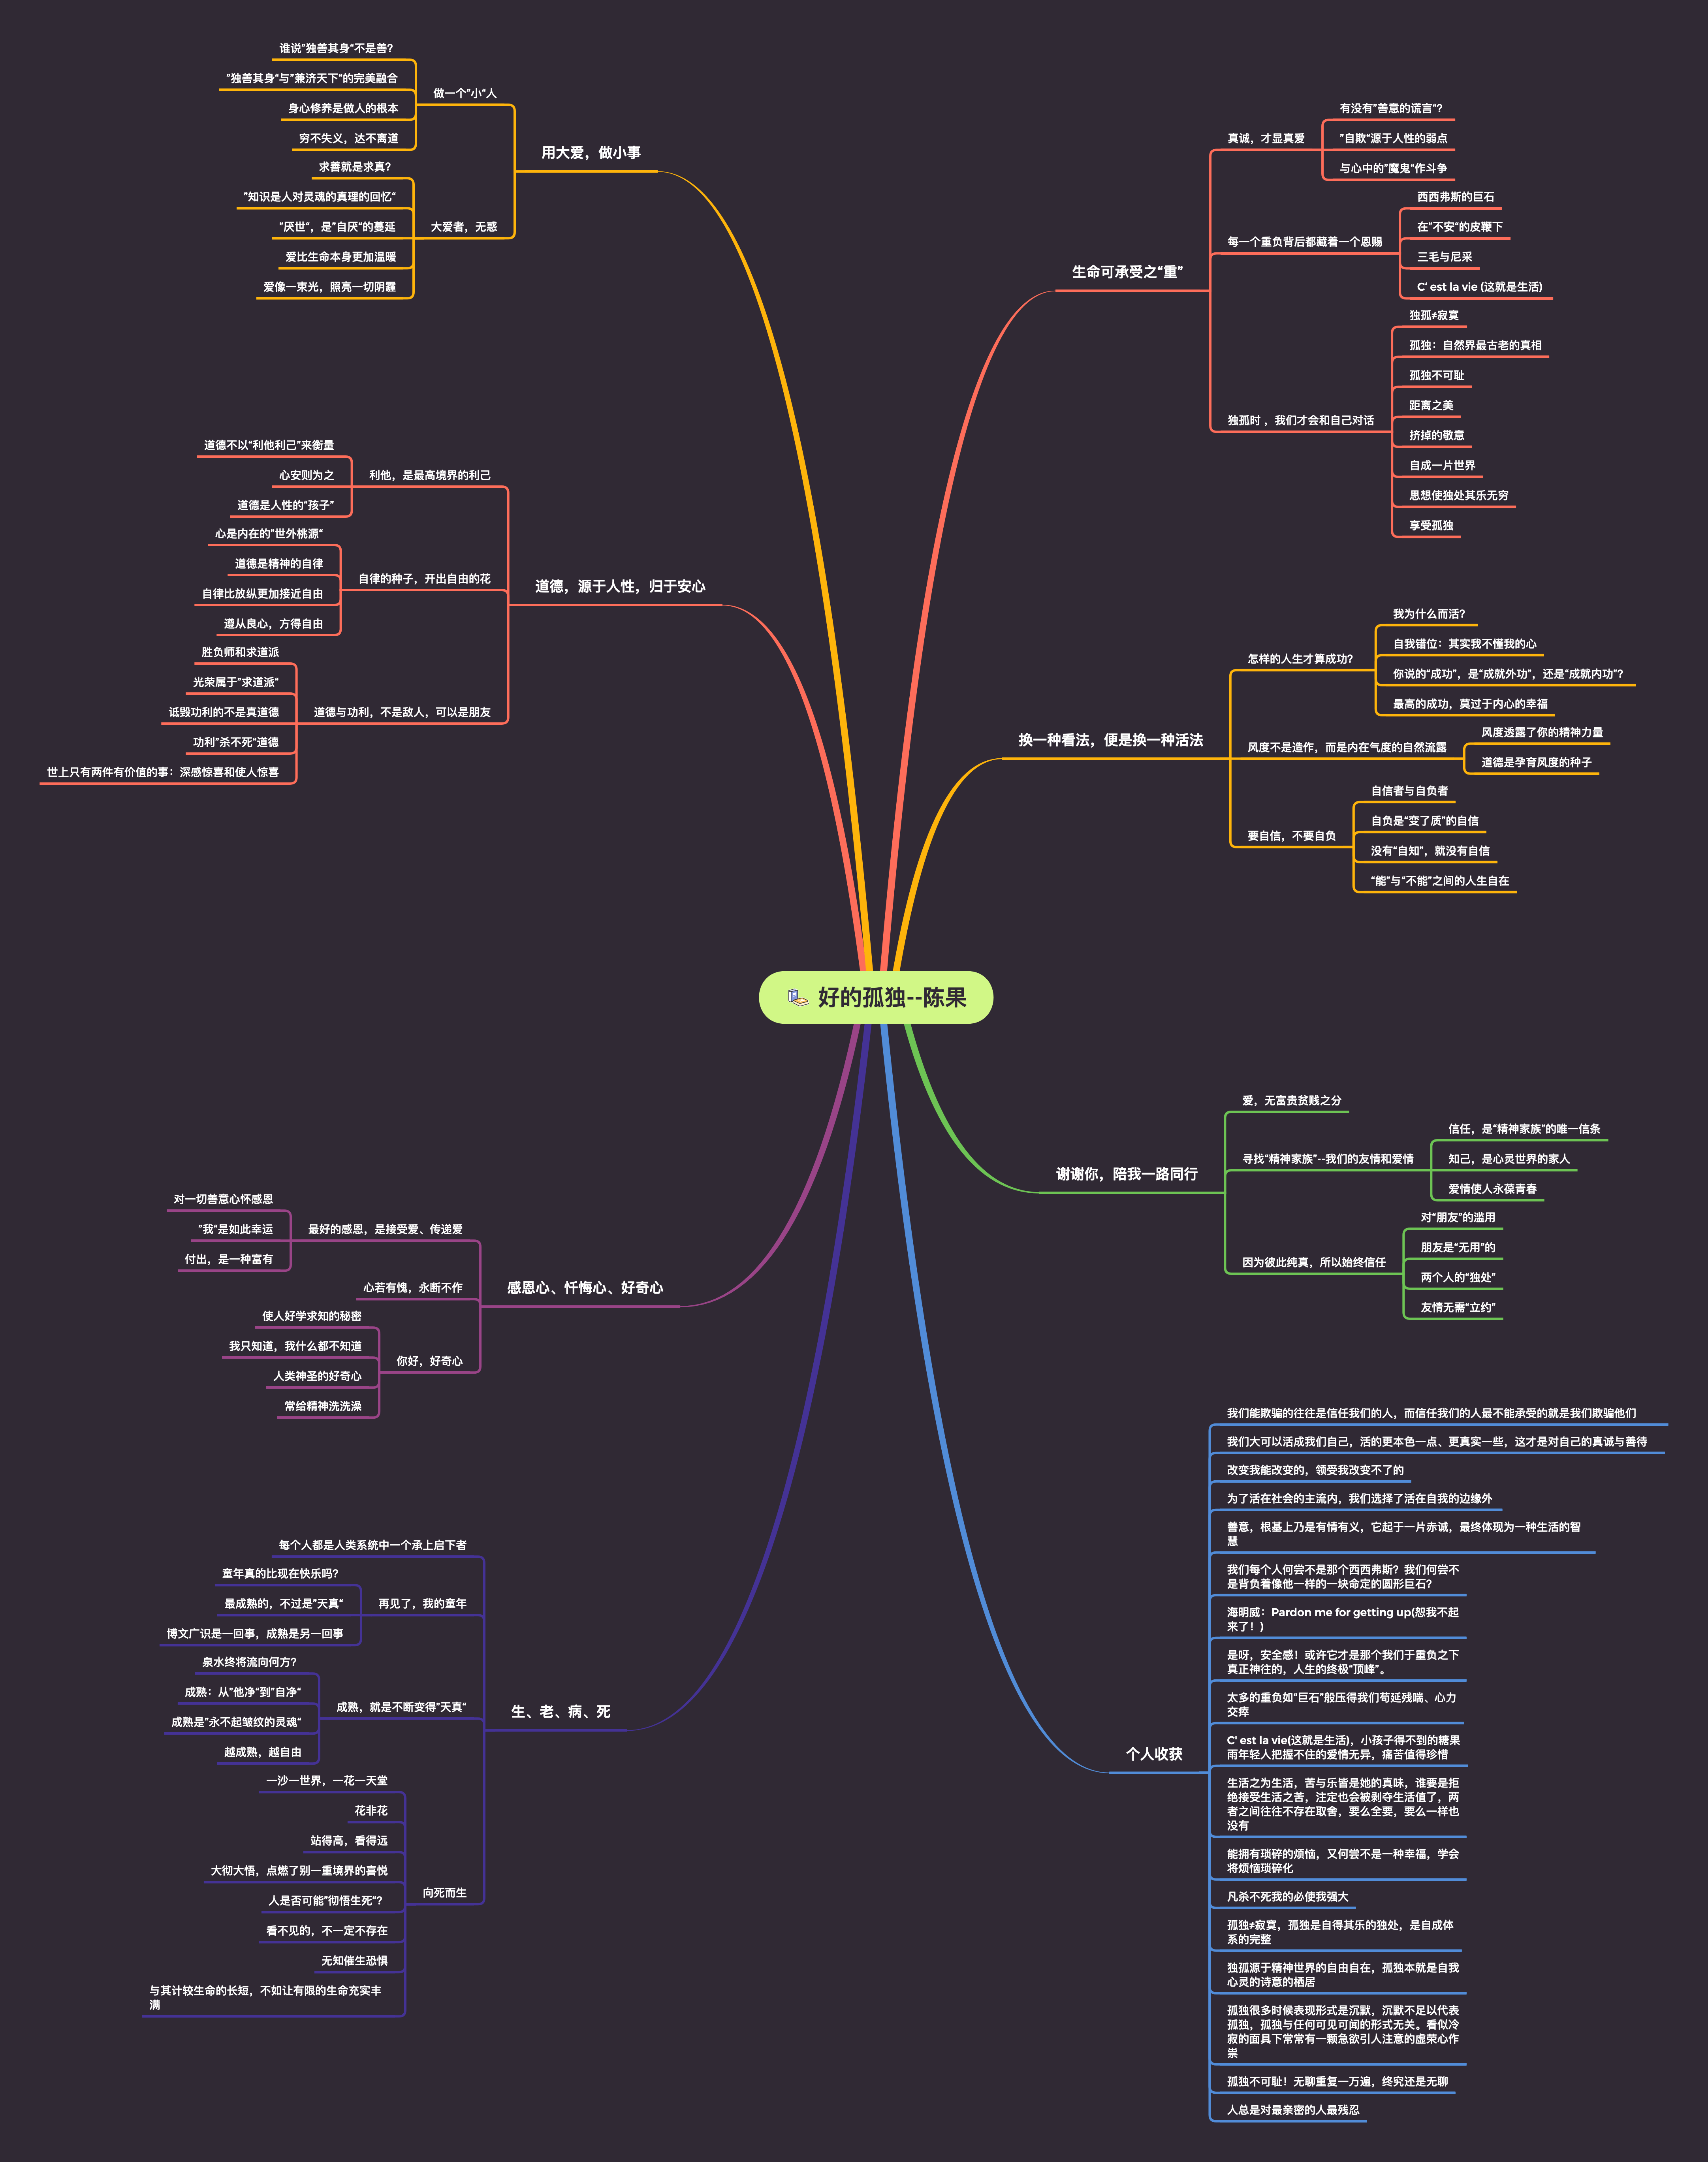 好的孤独--陈果
生命可承受之“重”
真诚，才显真爱
有没有”善意的谎言“？
”自欺“源于人性的弱点
与心中的”魔鬼“作斗争
每一个重负背后都藏着一个恩赐
西西弗斯的巨石
在”不安“的皮鞭下
三毛与尼采
C‘ est la vie (这就是生活)
独孤时 ，我们才会和自己对话
独孤≠寂寞
孤独：自然界最古老的真相
孤独不可耻
距离之美
挤掉的敬意
自成一片世界
思想使独处其乐无穷
享受孤独
换一种看法，便是换一种活法
怎样的人生才算成功？
我为什么而活？
自我错位：其实我不懂我的心
你说的“成功”，是“成就外功”，还是“成就内功”？
最高的成功，莫过于内心的幸福
风度不是造作，而是内在气度的自然流露
风度透露了你的精神力量
道德是孕育风度的种子
要自信，不要自负
自信者与自负者
自负是“变了质”的自信
没有“自知”，就没有自信
“能”与“不能”之间的人生自在
谢谢你，陪我一路同行
爱，无富贵贫贱之分
寻找“精神家族”--我们的友情和爱情
信任，是“精神家族”的唯一信条
知己，是心灵世界的家人
爱情使人永葆青春
因为彼此纯真，所以始终信任
对“朋友”的滥用
朋友是“无用”的
两个人的“独处”
友情无需“立约”
个人收获
我们能欺骗的往往是信任我们的人，而信任我们的人最不能承受的就是我们欺骗他们
我们大可以活成我们自己，活的更本色一点、更真实一些，这才是对自己的真诚与善待
改变我能改变的，领受我改变不了的
为了活在社会的主流内，我们选择了活在自我的边缘外
善意，根基上乃是有情有义，它起于一片赤诚，最终体现为一种生活的智
慧
我们每个人何尝不是那个西西弗斯？我们何尝不
是背负着像他一样的一块命定的圆形巨石？
海明威：Pardon me for getting up(恕我不起
来了！)
是呀，安全感！或许它才是那个我们于重负之下
真正神往的，人生的终极“顶峰”。
太多的重负如“巨石”般压得我们苟延残喘、心力
交瘁
C' est la vie(这就是生活)，小孩子得不到的糖果
雨年轻人把握不住的爱情无异，痛苦值得珍惜
生活之为生活，苦与乐皆是她的真味，谁要是拒
绝接受生活之苦，注定也会被剥夺生活值了，两
者之间往往不存在取舍，要么全要，要么一样也
没有
能拥有琐碎的烦恼，又何尝不是一种幸福，学会
将烦恼琐碎化
凡杀不死我的必使我强大
孤独≠寂寞，孤独是自得其乐的独处，是自成体
系的完整
独孤源于精神世界的自由自在，孤独本就是自我
心灵的诗意的栖居
孤独很多时候表现形式是沉默，沉默不足以代表
孤独，孤独与任何可见可闻的形式无关。看似冷
寂的面具下常常有一颗急欲引人注意的虚荣心作
祟
孤独不可耻！无聊重复一万遍，终究还是无聊
人总是对最亲密的人最残忍
用大爱，做小事
做一个”小“人
谁说”独善其身“不是善？
”独善其身“与”兼济天下“的完美融合
身心修养是做人的根本
穷不失义，达不离道
大爱者，无惑
求善就是求真？
”知识是人对灵魂的真理的回忆“
”厌世“，是”自厌“的蔓延
爱比生命本身更加温暖
爱像一束光，照亮一切阴霾
道德，源于人性，归于安心
利他，是最高境界的利己
道德不以“利他利己”来衡量
心安则为之
道德是人性的“孩子”
自律的种子，开出自由的花
心是内在的”世外桃源“
道德是精神的自律
自律比放纵更加接近自由
遵从良心，方得自由
道德与功利，不是敌人，可以是朋友
胜负师和求道派
光荣属于”求道派“
诋毁功利的不是真道德
功利”杀不死“道德
世上只有两件有价值的事：深感惊喜和使人惊喜
感恩心、忏悔心、好奇心
最好的感恩，是接受爱、传递爱
对一切善意心怀感恩
”我“是如此幸运
付出，是一种富有
心若有愧，永断不作
你好，好奇心
使人好学求知的秘密
我只知道，我什么都不知道
人类神圣的好奇心
常给精神洗洗澡
生、老、病、死
每个人都是人类系统中一个承上启下者
再见了，我的童年
童年真的比现在快乐吗？
最成熟的，不过是”天真“
博文广识是一回事，成熟是另一回事
成熟，就是不断变得”天真“
泉水终将流向何方？
成熟：从”他净“到”自净“
成熟是”永不起皱纹的灵魂“
越成熟，越自由
向死而生
一沙一世界，一花一天堂
花非花
站得高，看得远
大彻大悟，点燃了别一重境界的喜悦
人是否可能”彻悟生死“？
看不见的，不一定不存在
无知催生恐惧
与其计较生命的长短，不如让有限的生命充实丰
满